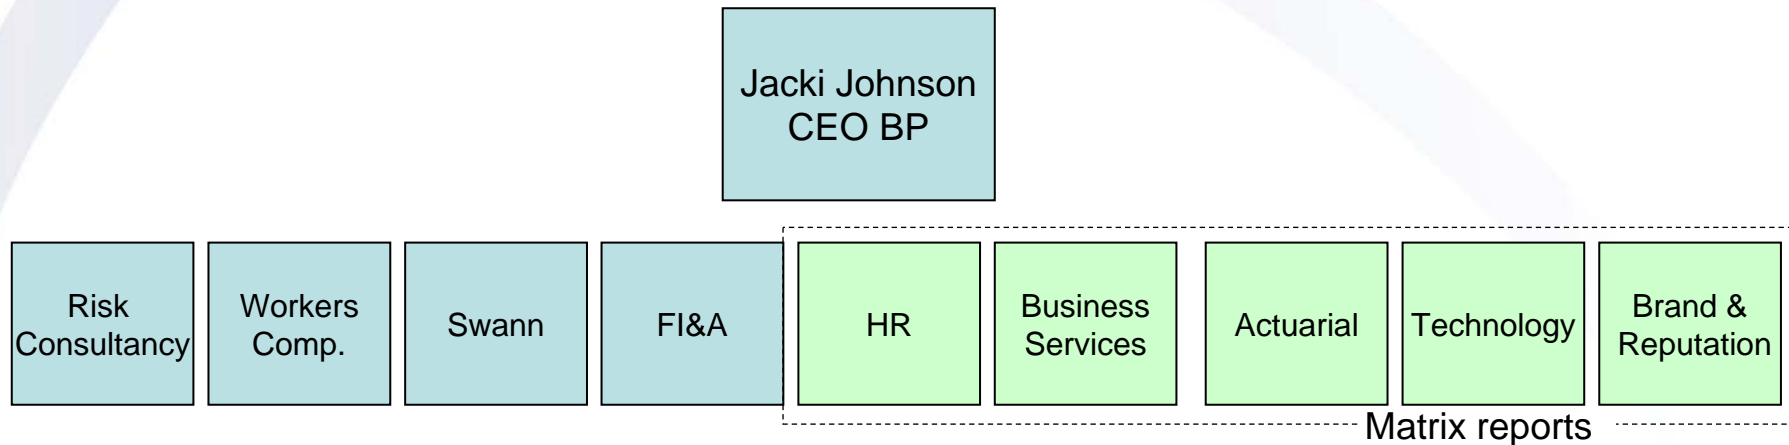 Jacki Johnson
CEO BP
Risk
Consultancy
Workers
Comp.
Swann
FI&A
HR
Business
Services
Actuarial
Technology
Brand &
Reputation
Matrix reports